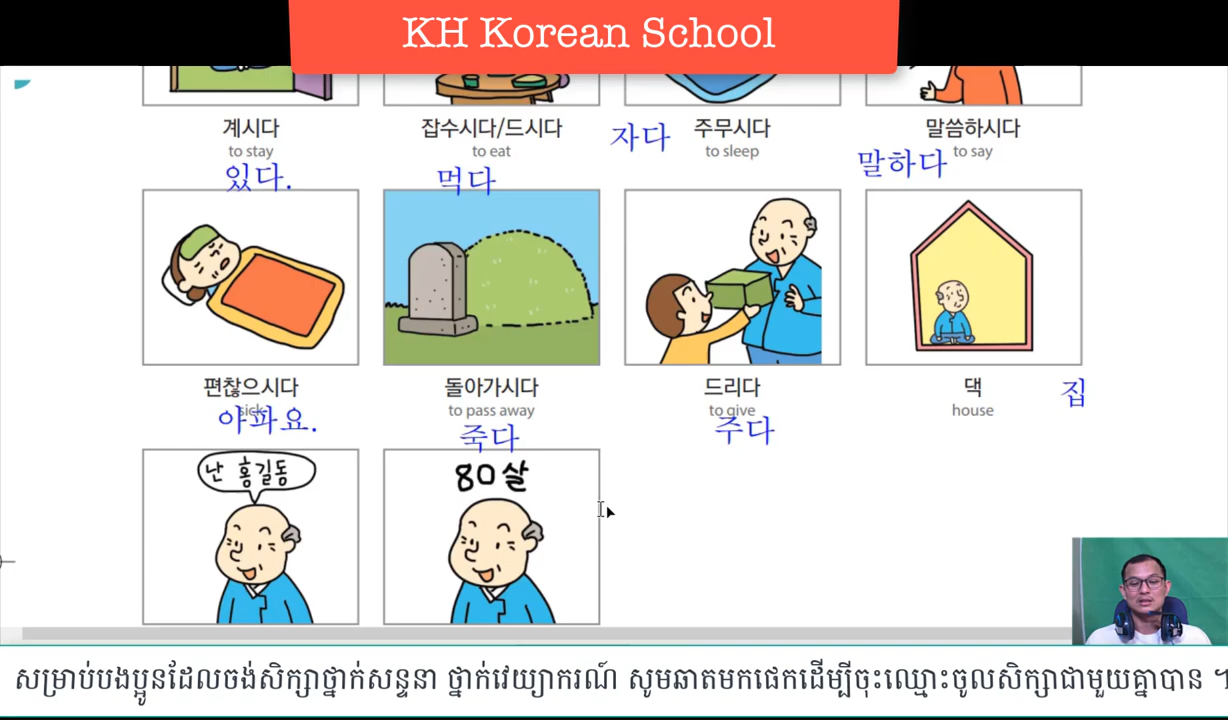 KH Korean School
계시다 잡수시다/드시다 주무시다 말씀하시다
to stay to eat to sleep to say
있다. 먹다 자다 말하다
편찮으시다 돌아가시다 드리다 댁
sick to pass away to give house
아파요. 죽다 주다 집
난 홍길동 80살
សម្រាប់បងប្អូនដែលចង់សិក្សាថ្នាក់សន្ទនា ថ្នាក់វេយ្យាករណ៍ សូមឆាតមកផេកដើម្បីចុះឈ្មោះចូលសិក្សាជាមួយគ្នាបាន ។